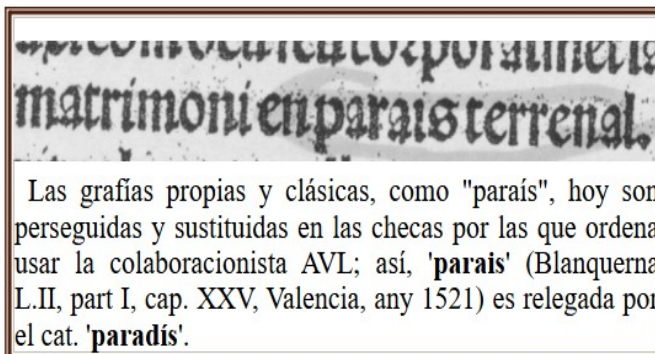 matrimoni en parais terrenal.
Las grafías propias y clásicas, como "paraís", hoy son
perseguidas y sustituidas en las checas por las que ordena
usar la colaboracionista AVL; así, 'parais' (Blanquerna
L.II, part I, cap. XXV, Valencia, any 1521) es relegada por
el cat. 'paradís'.